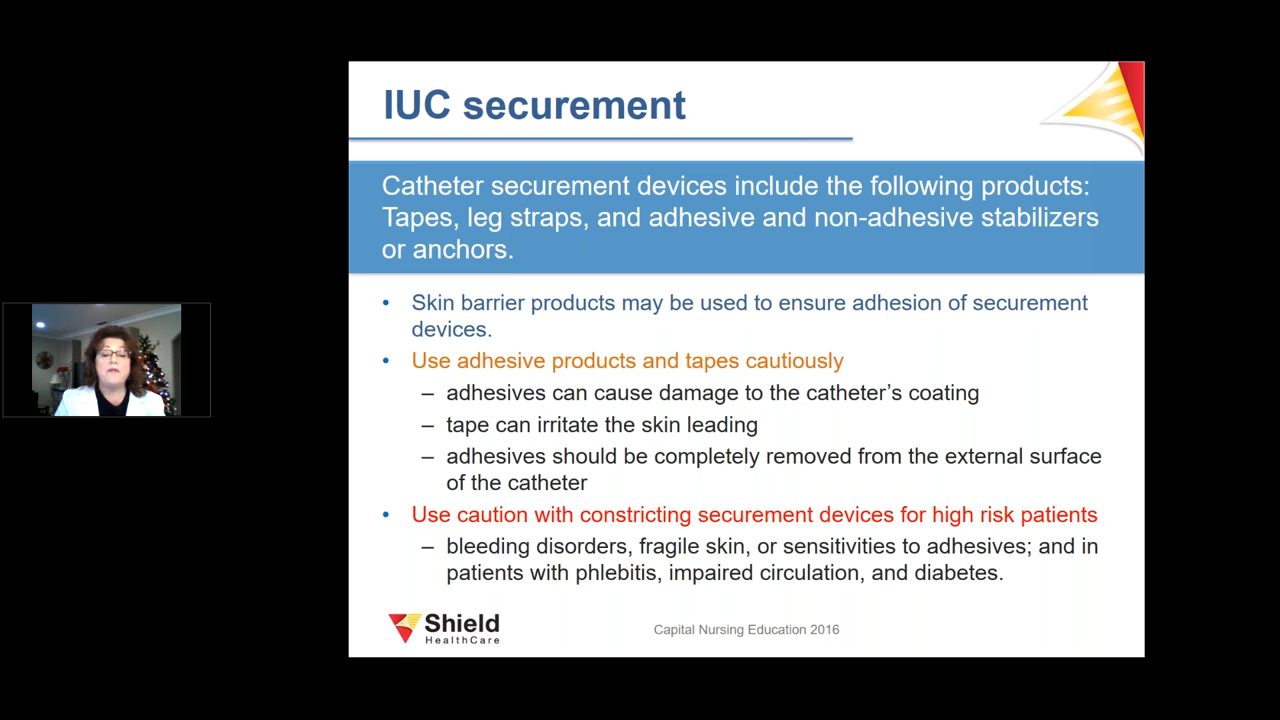 IUC securement
Catheter securement devices include the following products:
Tapes, leg straps, and adhesive and non-adhesive stabilizers
or anchors.
• Skin barrier products may be used to ensure adhesion of securement
devices.
• Use adhesive products and tapes cautiously
– adhesives can cause damage to the catheter’s coating
– tape can irritate the skin leading
– adhesives should be completely removed from the external surface
of the catheter
• Use caution with constricting securement devices for high risk patients
– bleeding disorders, fragile skin, or sensitivities to adhesives; and in
patients with phlebitis, impaired circulation, and diabetes.
Shield
HealthCare
Capital Nursing Education 2016